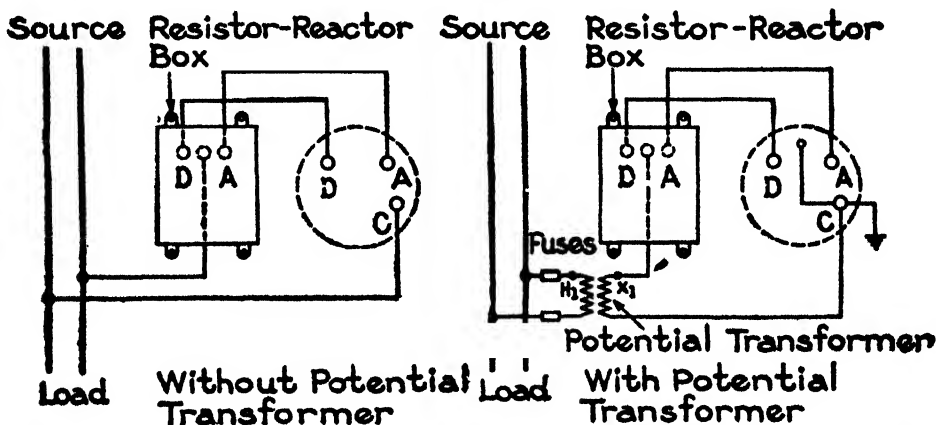 Source
Resistor-Reactor
Box
D
A
D
A
C
Load
Without Potential
Transformer
Source
Resistor-Reactor
Box
D
A
D
A
C
Fuses
H1
X1
Potential Transformer
Load
With Potential
Transformer